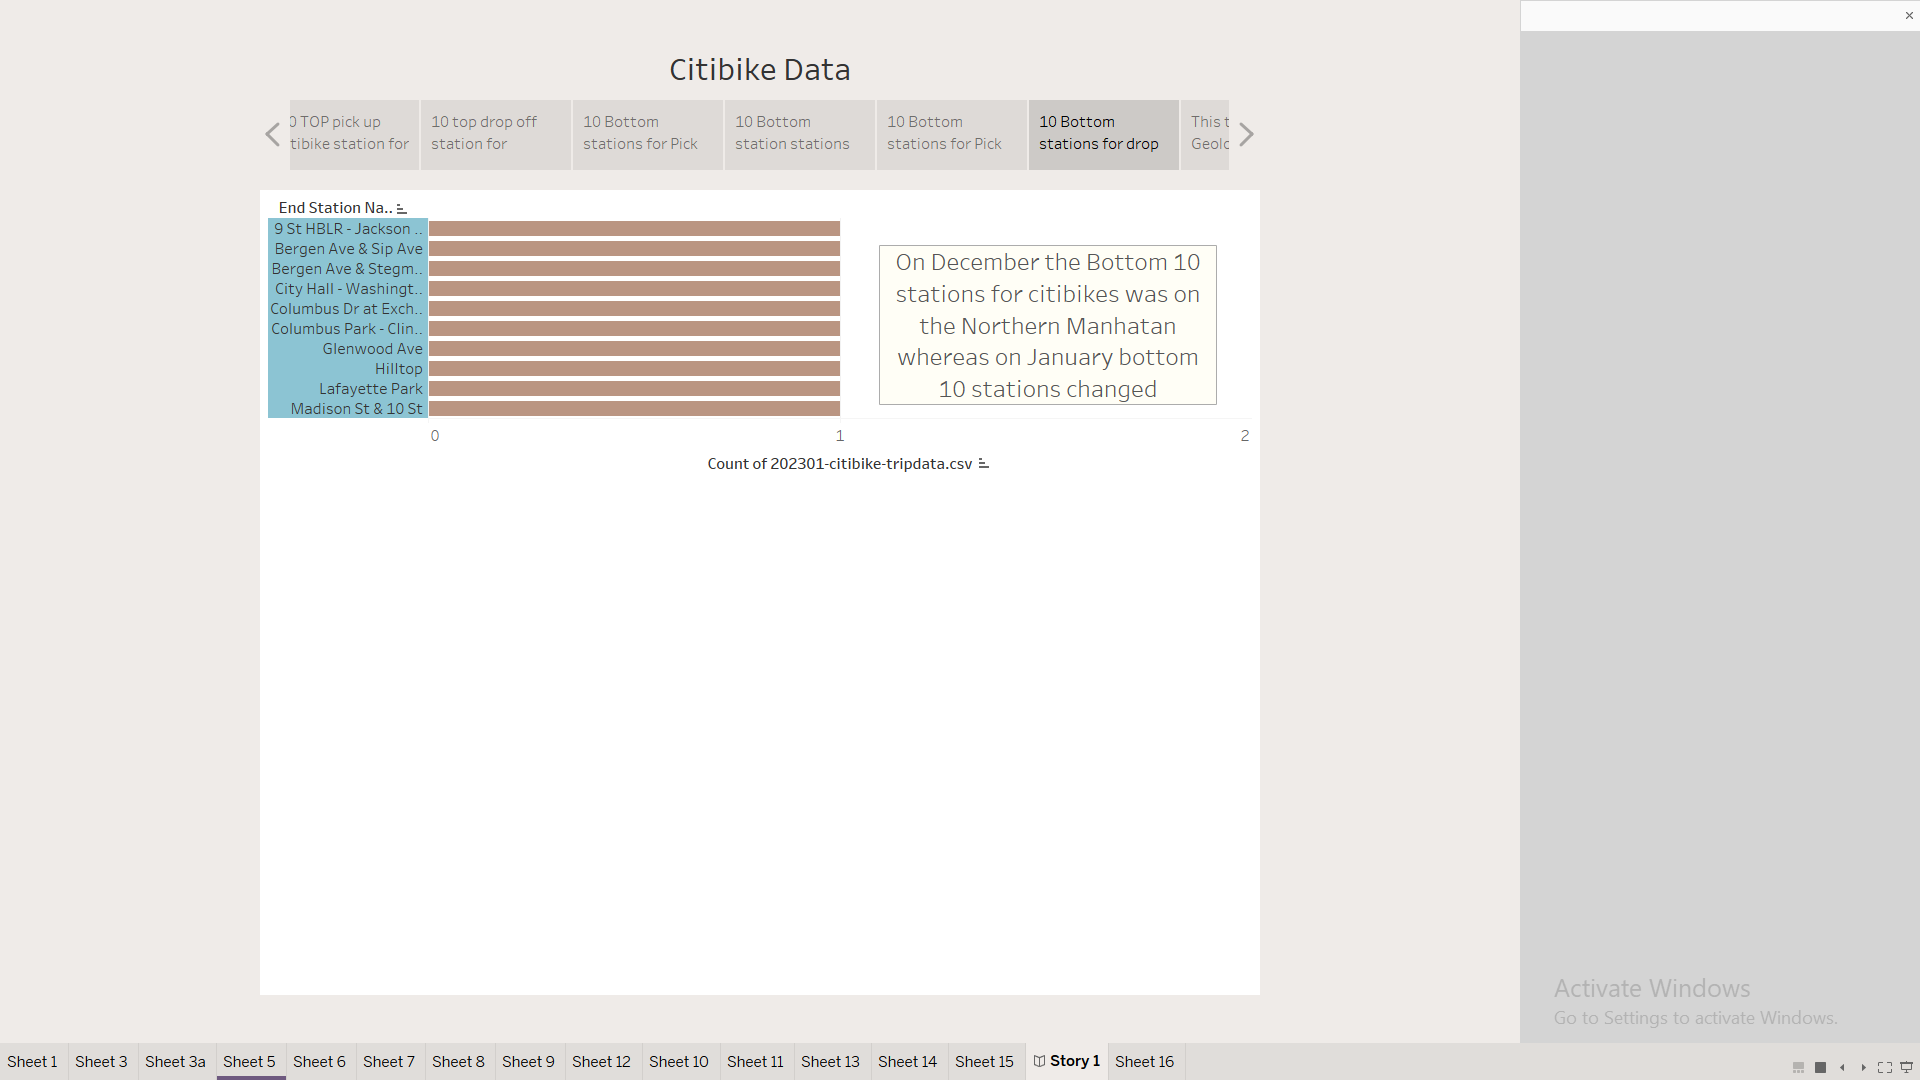 Citibike Data
0 TOP pick up
tibike station for
10 top drop off
station for
10 Bottom
stations for Pick
10 Bottom
station stations
10 Bottom
stations for Pick
10 Bottom
stations for drop
This t
Geolo
End Station Na..
9 St HBLR - Jackson ..
Bergen Ave & Sip Ave
Bergen Ave & Stegm..
City Hall - Washingt..
Columbus Dr at Exch..
Columbus Park - Clin..
Glenwood Ave
Hilltop
Lafayette Park
Madison St & 10 St
On December the Bottom 10
stations for citibikes was on
the Northern Manhatan
whereas on January bottom
10 stations changed
0 1 2
Count of 202301-citibike-tripdata.csv
Activate Windows
Go to Settings to activate Windows.
Sheet 1 Sheet 3 Sheet 3a Sheet 5 Sheet 6 Sheet 7 Sheet 8 Sheet 9 Sheet 12 Sheet 10 Sheet 11 Sheet 13 Sheet 14 Sheet 15 Story 1 Sheet 16